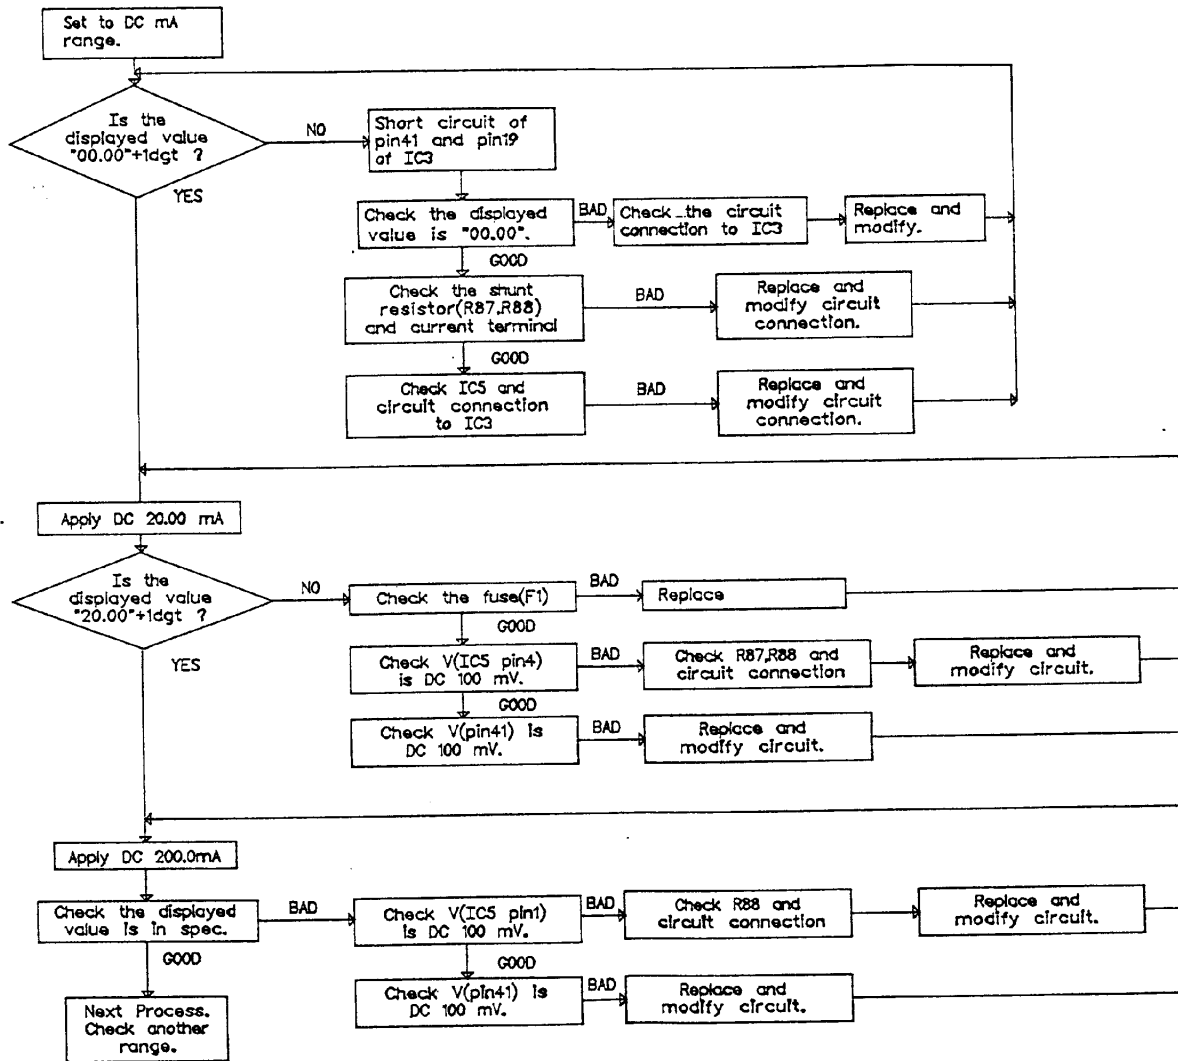 Set to DC mA
range.
Is the
displayed value
"00.00"+1dgt ?
NO
YES
Short circuit of
pin41 and pin19
of IC3
Check the displayed
value is "00.00".
BAD
Check the circuit
connection to IC3
Replace and
modify.
GOOD
Check the shunt
resistor(R87,R88)
and current terminal
BAD
Replace and
modify circuit
connection.
GOOD
Check IC5 and
circuit connection
to IC3
BAD
Replace and
modify circuit
connection.
Apply DC 20.00 mA
Is the
displayed value
"20.00"+1dgt ?
NO
YES
Check the fuse(F1)
BAD
Replace
GOOD
Check V(IC5 pin4)
is DC 100 mV.
BAD
Check R87,R88 and
circuit connection
Replace and
modify circuit.
GOOD
Check V(pin41) is
DC 100 mV.
BAD
Replace and
modify circuit.
Apply DC 200.0mA
Check the displayed
value is in spec.
BAD
GOOD
Check V(IC5 pin1)
is DC 100 mV.
BAD
Check R88 and
circuit connection
Replace and
modify circuit.
GOOD
Check V(pin41) is
DC 100 mV.
BAD
Replace and
modify circuit.
Next Process.
Check another
range.